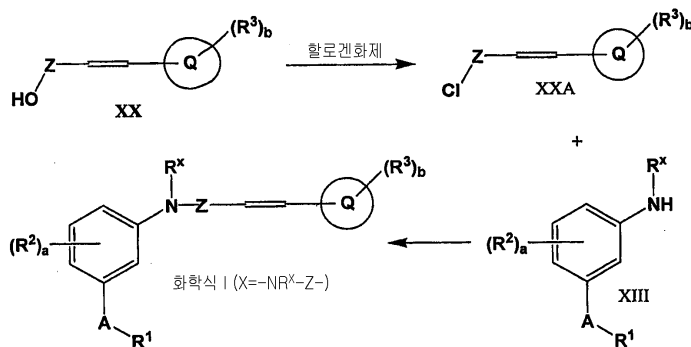 (R³)b
Z
Q
HO
XX
할로겐화제
(R³)b
Z
Q
Cl
XXA
+
Rˣ
N
Z
Q
(R³)b
(R²)a
A
R¹
화학식 I (X=-NRˣ-Z-)
Rˣ
NH
(R²)a
A
R¹
XIII